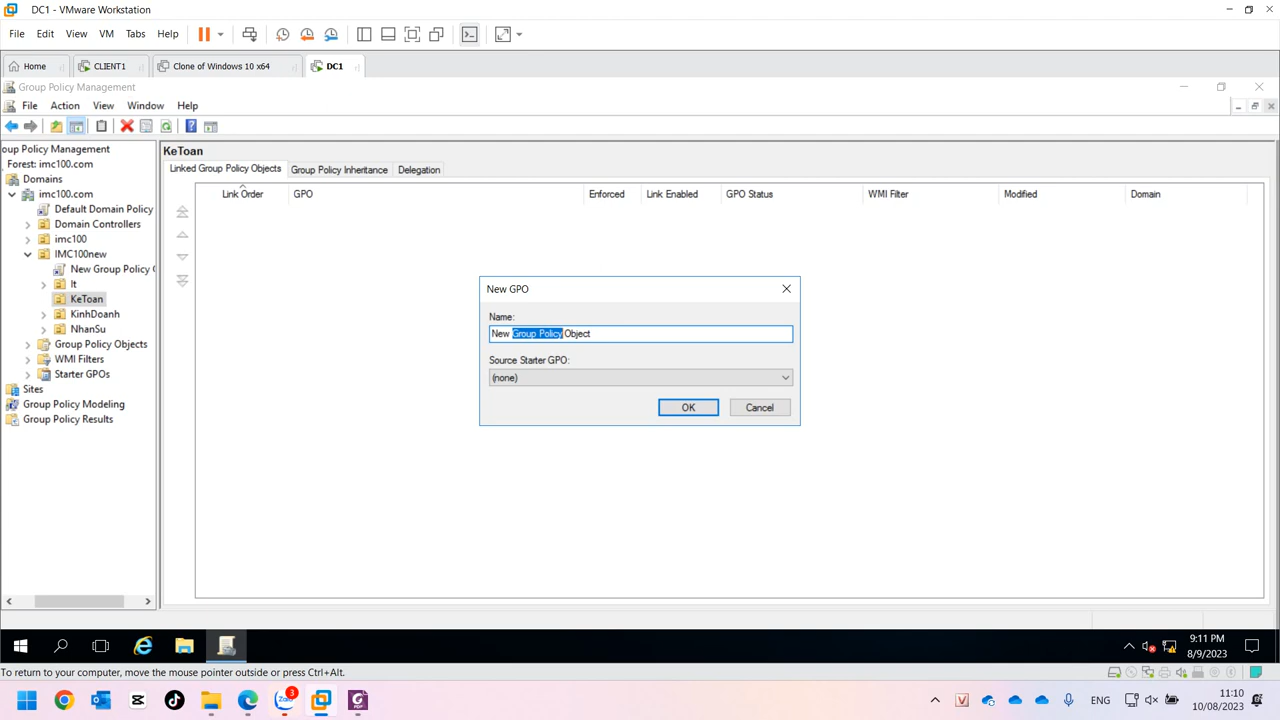 DC1 - VMware Workstation
File Edit View VM Tabs Help
Home CLIENT1 Clone of Windows 10 x64 DC1
Group Policy Management
File Action View Window Help
oup Policy Management
Forest: imc100.com
Domains
imc100.com
Default Domain Policy
Domain Controllers
imc100
IMC100new
New Group Policy O
It
KeToan
KinhDoanh
NhanSu
Group Policy Objects
WMI Filters
Starter GPOs
Sites
Group Policy Modeling
Group Policy Results
KeToan
Linked Group Policy Objects Group Policy Inheritance Delegation
Link Order GPO Enforced Link Enabled GPO Status WMI Filter Modified Domain
New GPO
Name:
New Group Policy Object
Source Starter GPO:
(none)
OK Cancel
9:11 PM
8/9/2023
To return to your computer, move the mouse pointer outside or press Ctrl+Alt.
Zalo
3
PDF
V
ENG
11:10
10/08/2023